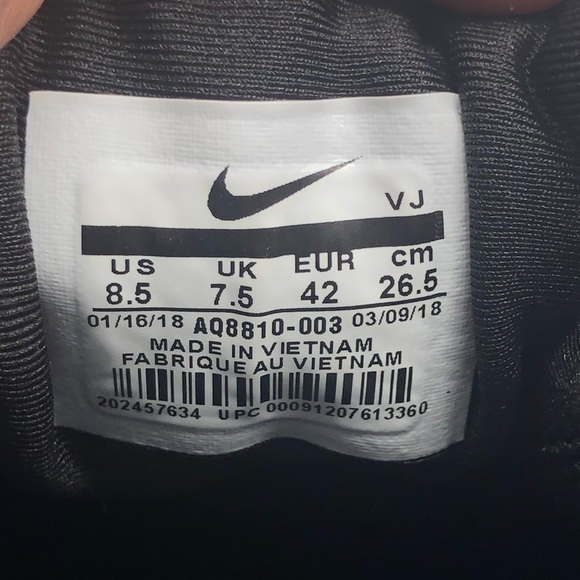 VJ
US UK EUR cm
8.5 7.5 42 26.5
01/16/18 AQ8810-003 03/09/18
MADE IN VIETNAM
FABRIQUE AU VIETNAM
202457634 UPC 00091207613360